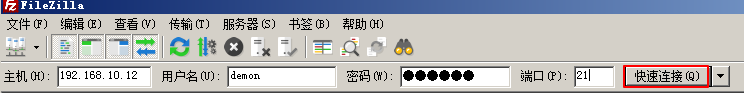 FileZilla
文件(F) 编辑(E) 查看(V) 传输(T) 服务器(S) 书签(B) 帮助(H)
主机(H): 192.168.10.12 用户名(U): demon 密码(W): ●●●●●● 端口(P): 21 快速连接(Q)